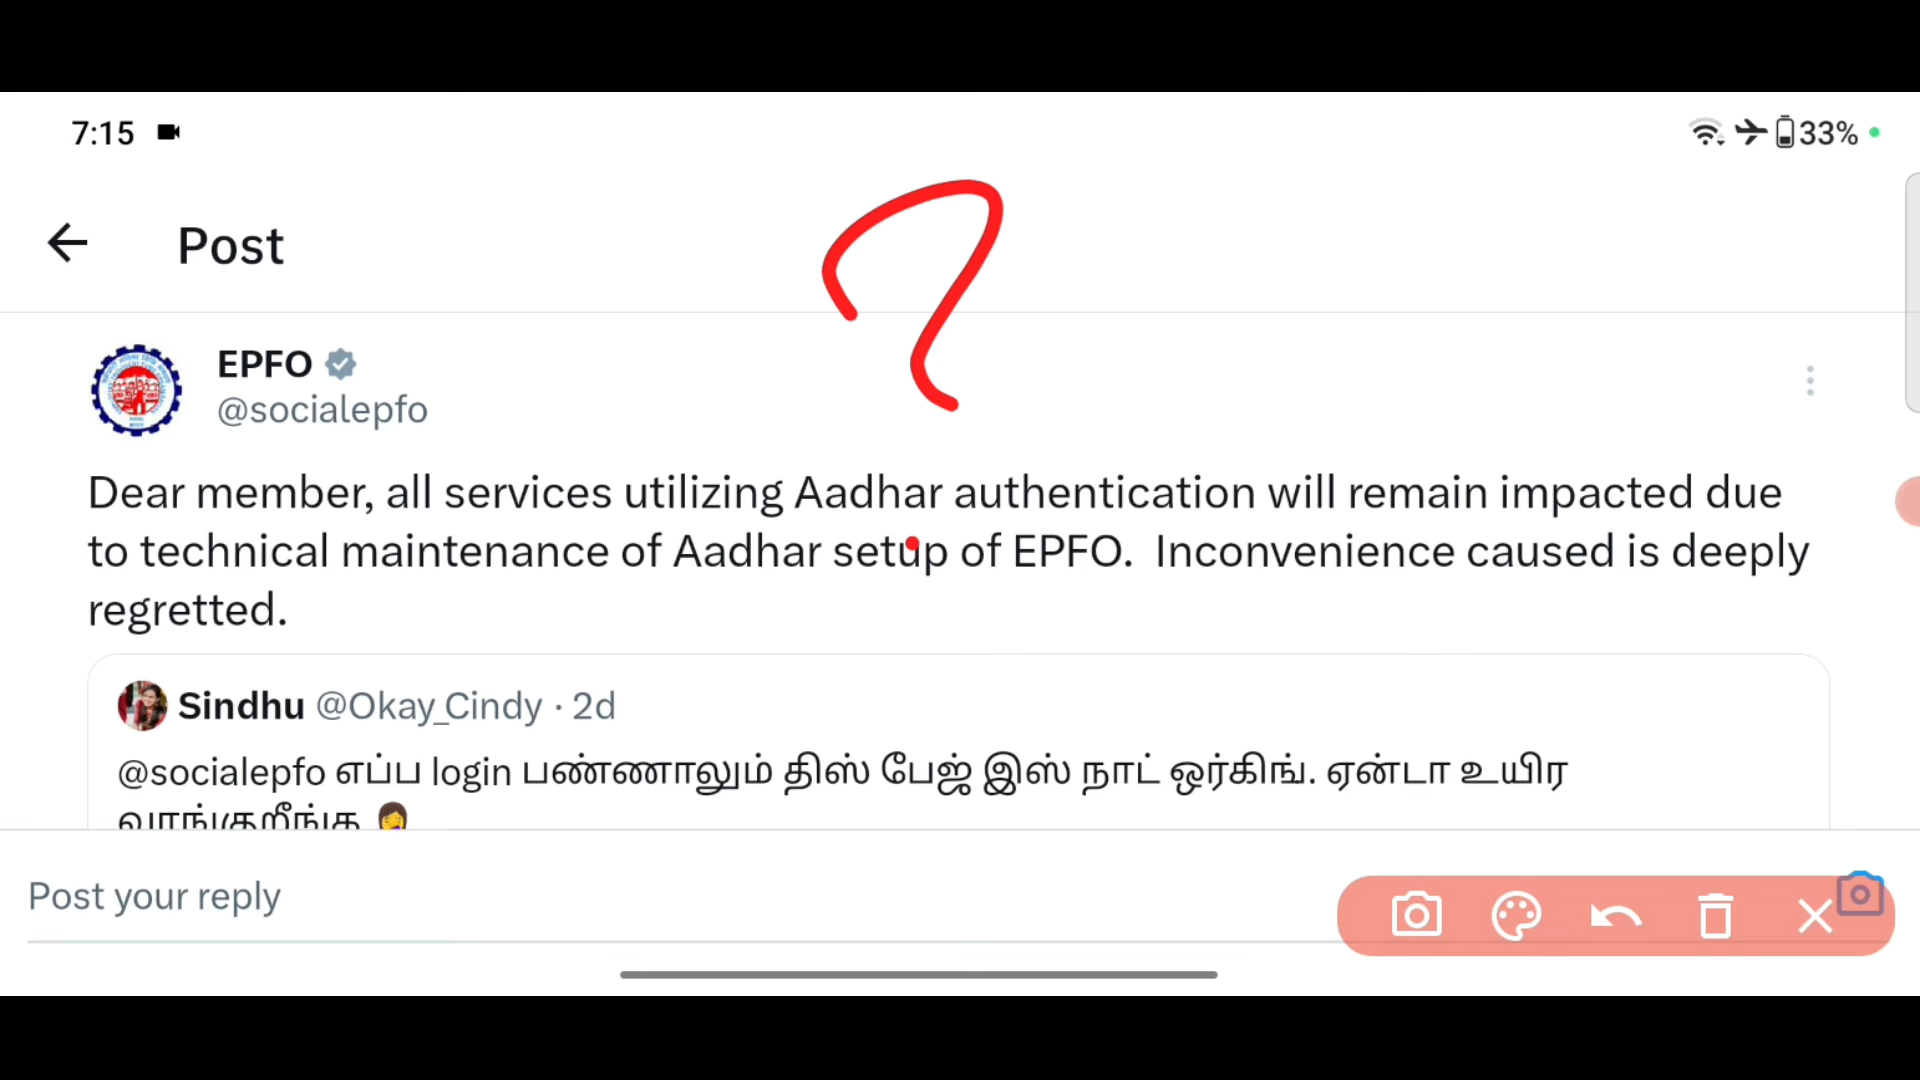 7:15
33%
Post
EPFO
@socialepfo
Dear member, all services utilizing Aadhar authentication will remain impacted due
to technical maintenance of Aadhar setup of EPFO. Inconvenience caused is deeply
regretted.
Sindhu @Okay_Cindy · 2d
@socialepfo எப்ப login பண்ணாலும் திஸ் பேஜ் இஸ் நாட் ஒர்கிங். ஏன்டா உயிர
வாங்குறீங்க 🤦‍♀️
Post your reply